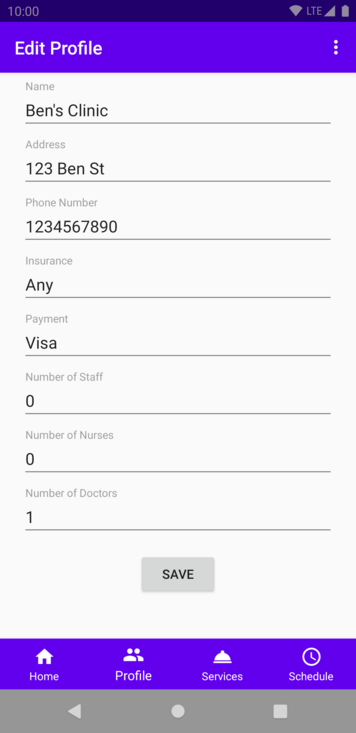 10:00 LTE
Edit Profile
Name
Ben's Clinic
Address
123 Ben St
Phone Number
1234567890
Insurance
Any
Payment
Visa
Number of Staff
0
Number of Nurses
0
Number of Doctors
1
SAVE
Home Profile Services Schedule